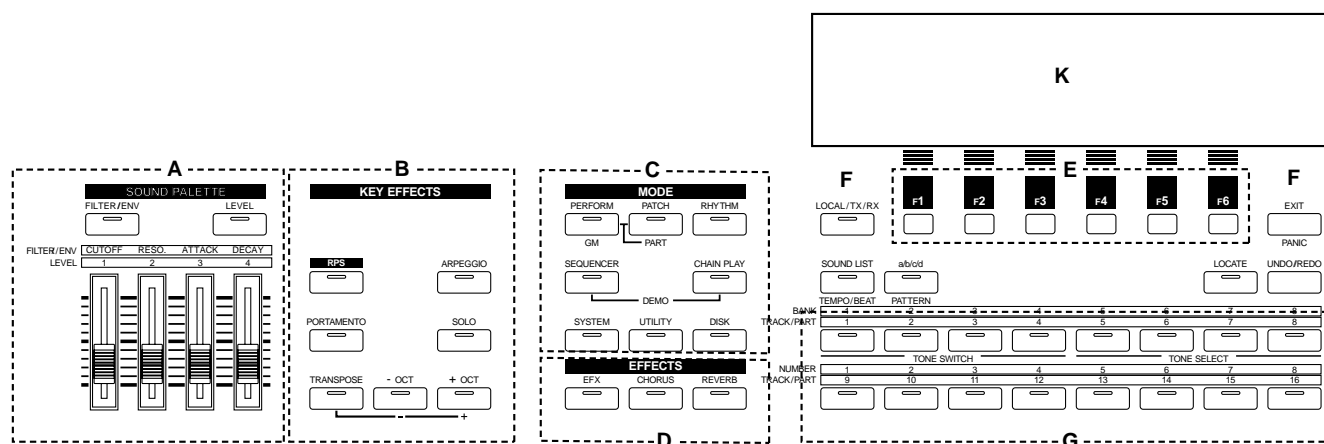 K
A
B
C
F
E
F
SOUND PALETTE
KEY EFFECTS
MODE
F1 F2 F3 F4 F5 F6
FILTER/ENV LEVEL
PERFORM PATCH RHYTHM
LOCAL/TX/RX EXIT
GM PART
PANIC
FILTER/ENV CUTOFF RESO. ATTACK DECAY
LEVEL 1 2 3 4
RPS ARPEGGIO
SEQUENCER CHAIN PLAY
SOUND LIST a/b/c/d LOCATE UNDO/REDO
DEMO
TEMPO/BEAT PATTERN
BANK 1 2 3 4 5 6 7 8
TRACK/PART 1 2 3 4 5 6 7 8
PORTAMENTO SOLO
SYSTEM UTILITY DISK
TONE SWITCH TONE SELECT
EFFECTS
NUMBER 1 2 3 4 5 6 7 8
TRACK/PART 9 10 11 12 13 14 15 16
TRANSPOSE - OCT + OCT
EFX CHORUS REVERB
- +
D
G